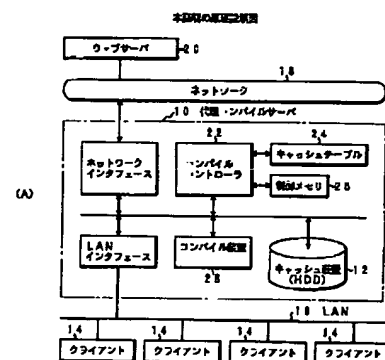 本発明の原理説明図
ウェブサーバ
20
18
ネットワーク
10 代理コンパイルサーバ
22
24
ネットワーク
インタフェース
コンパイル
コントローラ
キャッシュテーブル
制御メモリ
26
(A)
LAN
インタフェース
コンパイル装置
28
キャッシュ装置
(HDD)
12
16 LAN
14
14
14
14
クライアント
クライアント
クライアント
クライアント